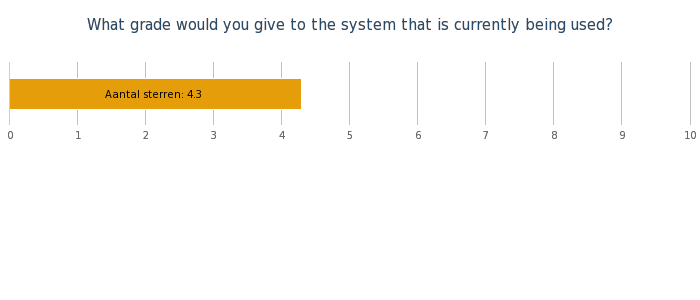 What grade would you give to the system that is currently being used?
Aantal sterren: 4.3
0 1 2 3 4 5 6 7 8 9 10